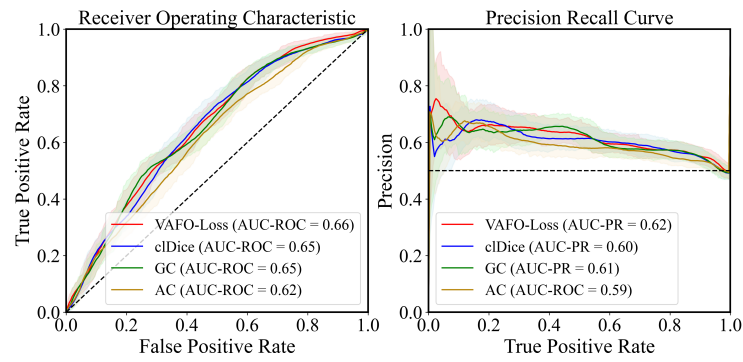 Receiver Operating Characteristic
1.0
0.8
0.6
0.4
0.2
0.0
0.0 0.2 0.4 0.6 0.8 1.0
True Positive Rate
False Positive Rate
VAFO-Loss (AUC-ROC = 0.66)
clDice (AUC-ROC = 0.65)
GC (AUC-ROC = 0.65)
AC (AUC-ROC = 0.62)
Precision Recall Curve
1.0
0.8
0.6
0.4
0.2
0.0
0.0 0.2 0.4 0.6 0.8 1.0
Precision
True Positive Rate
VAFO-Loss (AUC-PR = 0.62)
clDice (AUC-PR = 0.60)
GC (AUC-PR = 0.61)
AC (AUC-ROC = 0.59)